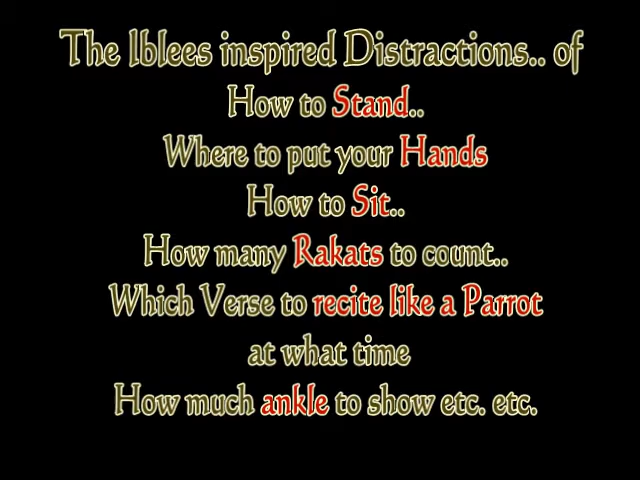 The Iblees inspired Distractions.. of
How to Stand..
Where to put your Hands
How to Sit..
How many Rakats to count..
Which Verse to recite like a Parrot
at what time
How much ankle to show etc. etc.